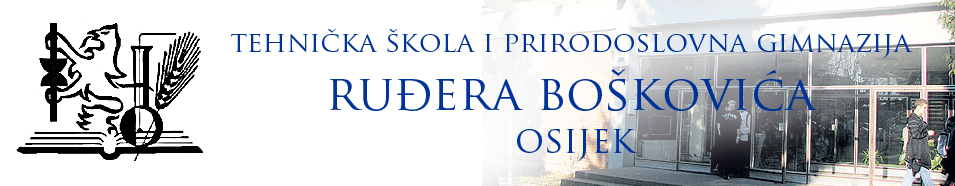 TEHNIČKA ŠKOLA I PRIRODOSLOVNA GIMNAZIJA
RUĐERA BOŠKOVIĆA
OSIJEK